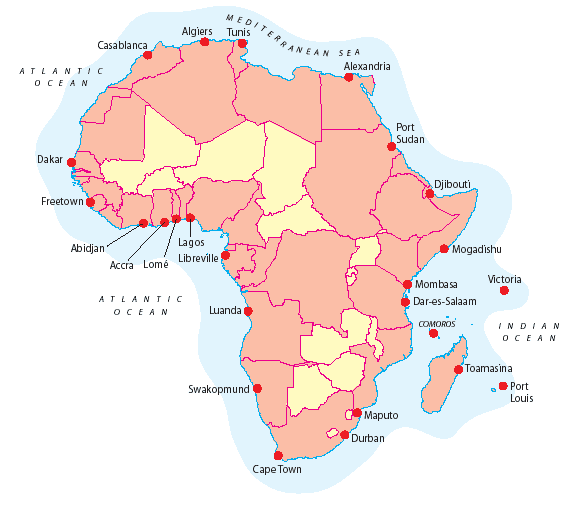 MEDITERRANEAN SEA
Algiers
Tunis
Casablanca
ATLANTIC
OCEAN
Alexandria
Port
Sudan
Dakar
Djibouti
Freetown
Abidjan
Accra
Lomé
Lagos
Libreville
Mogadishu
Mombasa
Victoria
Dar-es-Salaam
ATLANTIC
OCEAN
Luanda
COMOROS
INDIAN
OCEAN
Toamasina
Port
Louis
Swakopmund
Maputo
Durban
Cape Town